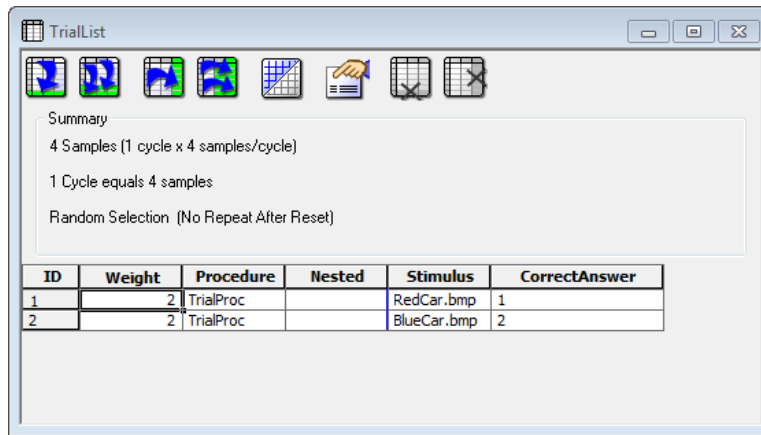 TrialList
Summary
4 Samples (1 cycle x 4 samples/cycle)
1 Cycle equals 4 samples
Random Selection (No Repeat After Reset)
ID Weight Procedure Nested Stimulus CorrectAnswer
1 2 TrialProc RedCar.bmp 1
2 2 TrialProc BlueCar.bmp 2